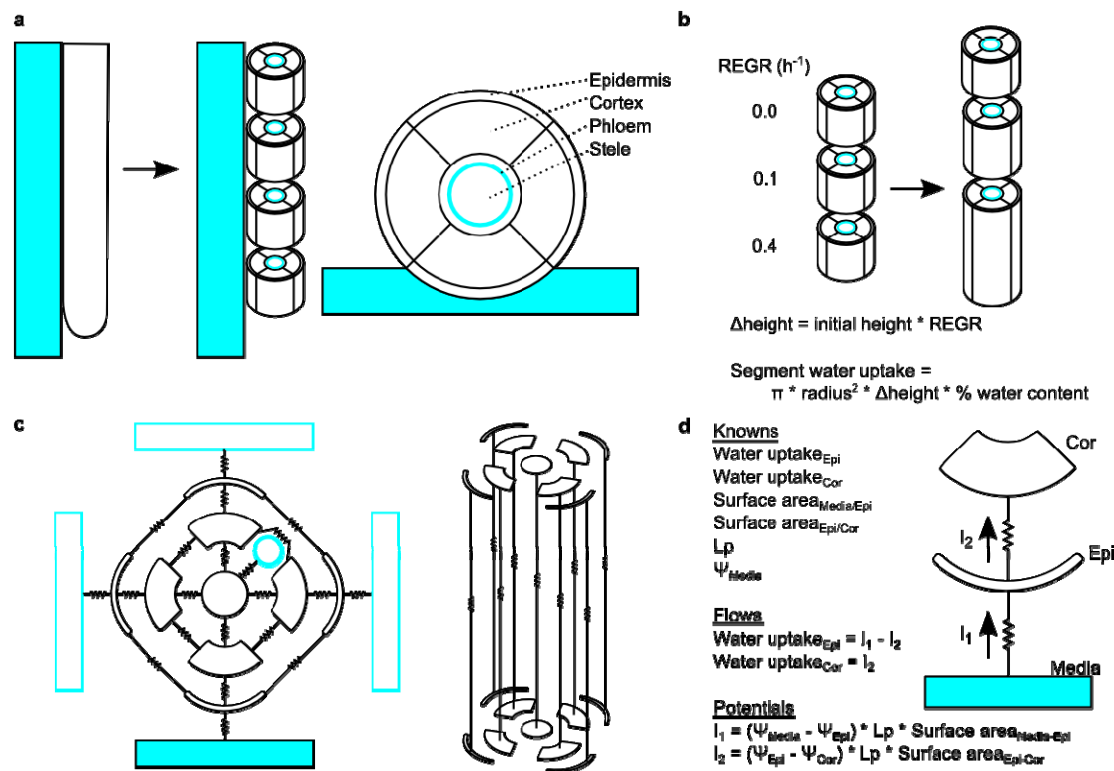 a
Epidermis
Cortex
Phloem
Stele
b
REGR (h⁻¹)
0.0
0.1
0.4
Δheight = initial height * REGR
Segment water uptake =
π * radius² * Δheight * % water content
c
d
Knowns
Water uptake_Epi
Water uptake_Cor
Surface area_Media/Epi
Surface area_Epi/Cor
Lp
Ψ_Media
Flows
Water uptake_Epi = I₁ - I₂
Water uptake_Cor = I₂
Potentials
I₁ = (Ψ_Media - Ψ_Epi) * Lp * Surface area_Media-Epi
I₂ = (Ψ_Epi - Ψ_Cor) * Lp * Surface area_Epi-Cor
Cor
I₂
Epi
I₁
Media